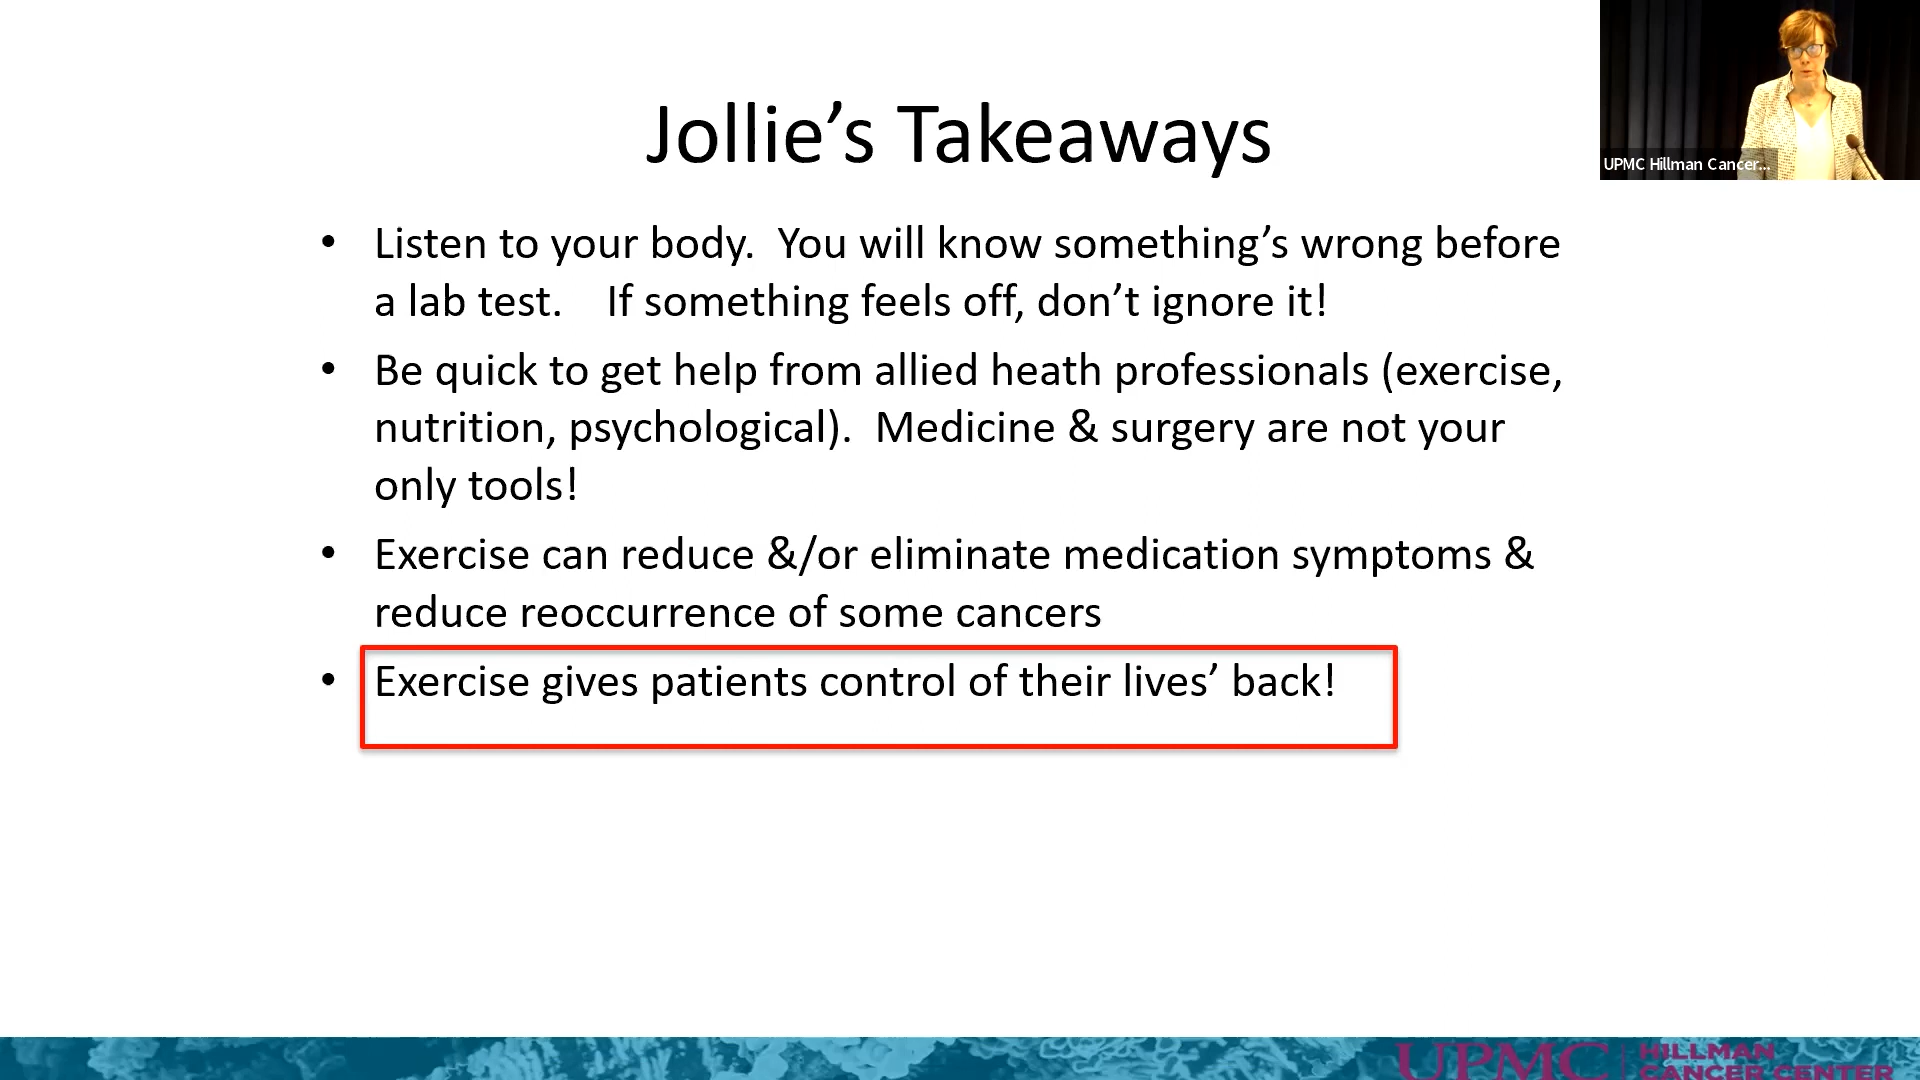 Jollie’s Takeaways
UPMC Hillman Cancer...
• Listen to your body.  You will know something’s wrong before
a lab test.    If something feels off, don’t ignore it!
• Be quick to get help from allied heath professionals (exercise,
nutrition, psychological).  Medicine & surgery are not your
only tools!
• Exercise can reduce &/or eliminate medication symptoms &
reduce reoccurrence of some cancers
• Exercise gives patients control of their lives’ back!
UPMC | HILLMAN
CANCER CENTER